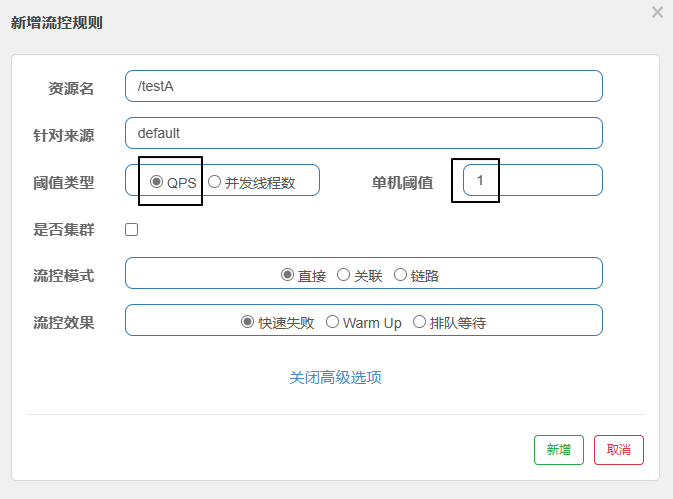 新增流控规则
×
资源名 /testA
针对来源 default
阈值类型 QPS 并发线程数 单机阈值 1
是否集群
流控模式 直接 关联 链路
流控效果 快速失败 Warm Up 排队等待
关闭高级选项
新增 取消